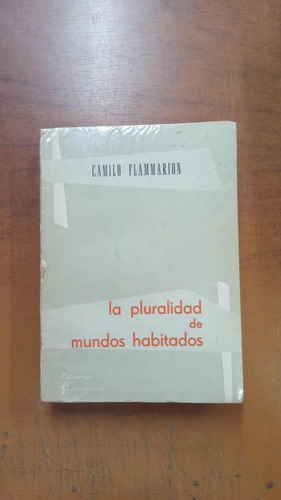 CAMILO FLAMMARION
la pluralidad
de
mundos habitados